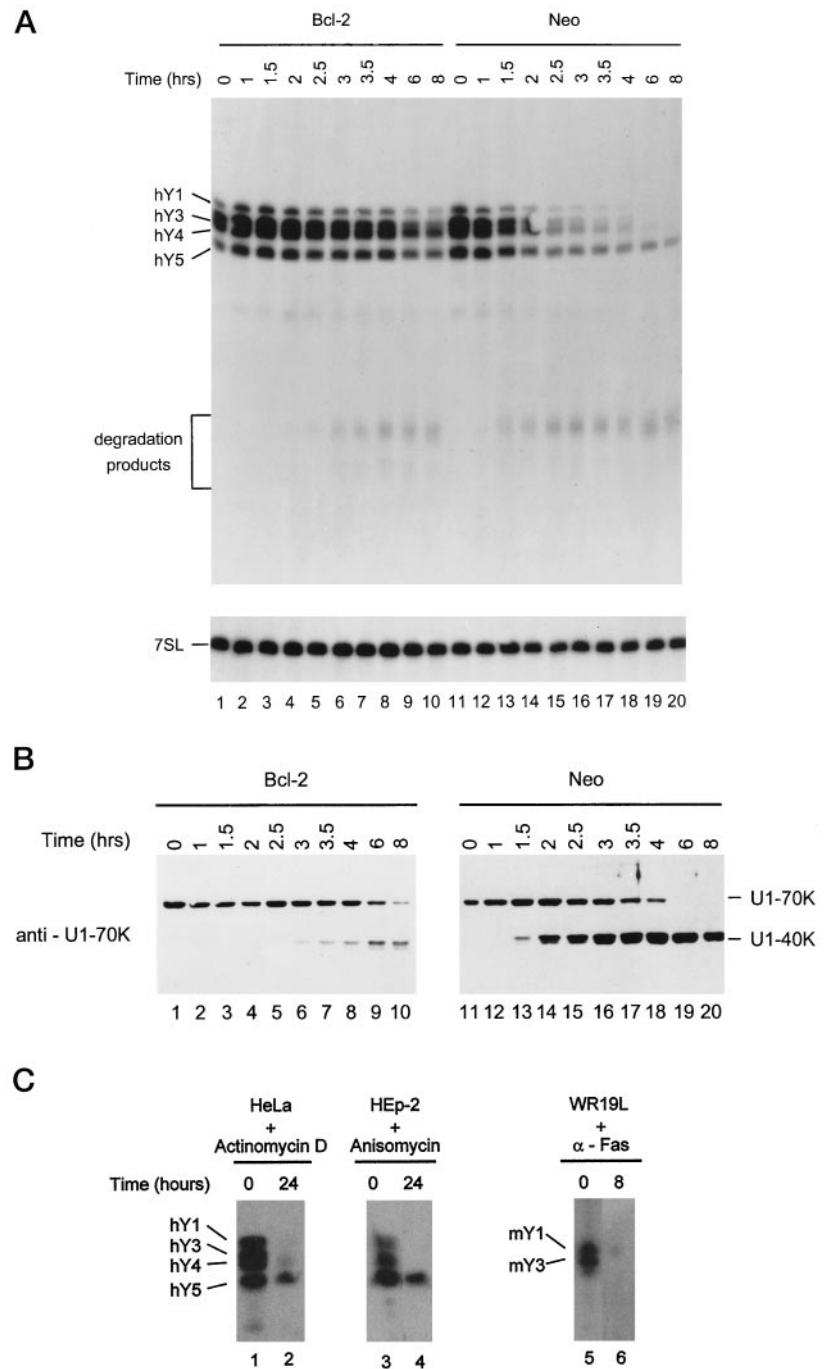 A
Bcl-2 Neo
Time (hrs) 0 1 1.5 2 2.5 3 3.5 4 6 8 0 1 1.5 2 2.5 3 3.5 4 6 8
hY1
hY3
hY4
hY5
degradation
products
7SL
1 2 3 4 5 6 7 8 9 10 11 12 13 14 15 16 17 18 19 20
B
Bcl-2 Neo
Time (hrs) 0 1 1.5 2 2.5 3 3.5 4 6 8 0 1 1.5 2 2.5 3 3.5 4 6 8
U1-70K
anti - U1-70K
U1-40K
1 2 3 4 5 6 7 8 9 10 11 12 13 14 15 16 17 18 19 20
C
HeLa HEp-2 WR19L
+ + +
Actinomycin D Anisomycin α - Fas
Time (hours) 0 24 0 24 0 8
hY1
hY3
hY4
hY5
mY1
mY3
1 2 3 4 5 6